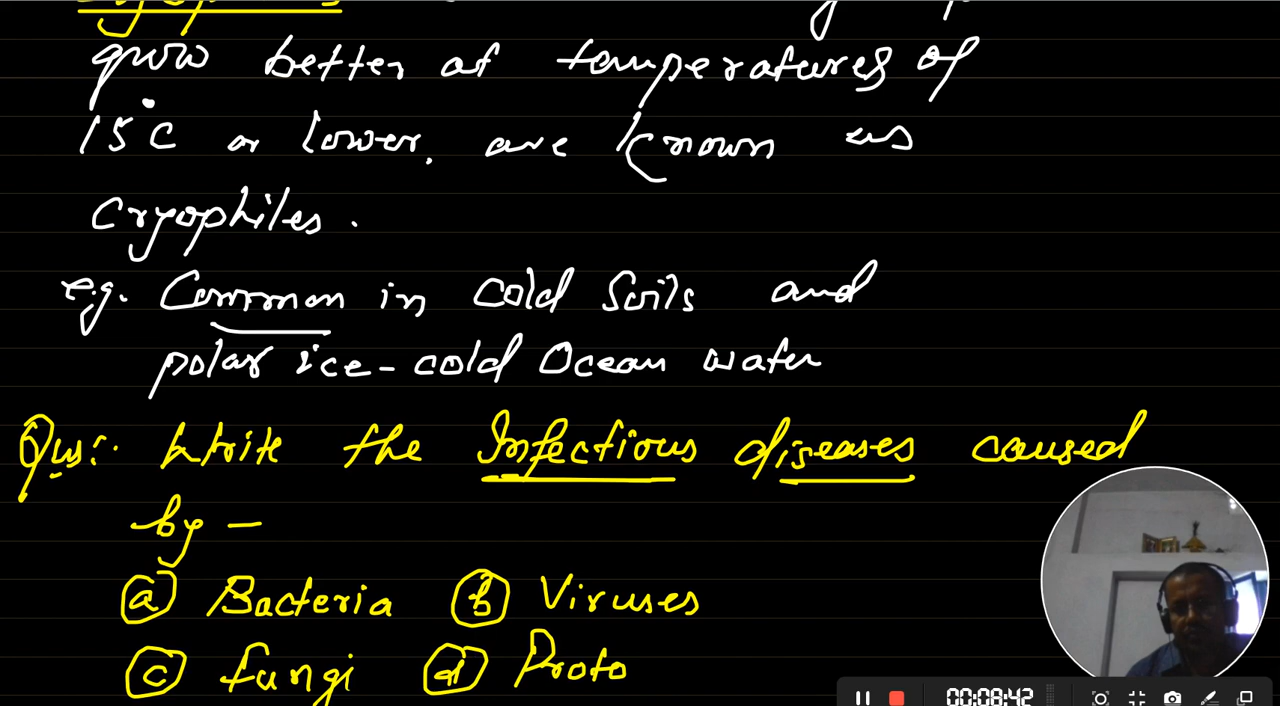 grow better at temperatures of
15°C or lower, are known as
Cryophiles.
e.g. Common in cold Soils and
polar ice-cold Ocean water
Qus:- Write the Infectious diseases caused
by -
(a) Bacteria (b) Viruses
(c) fungi (d) Proto
00:08:42